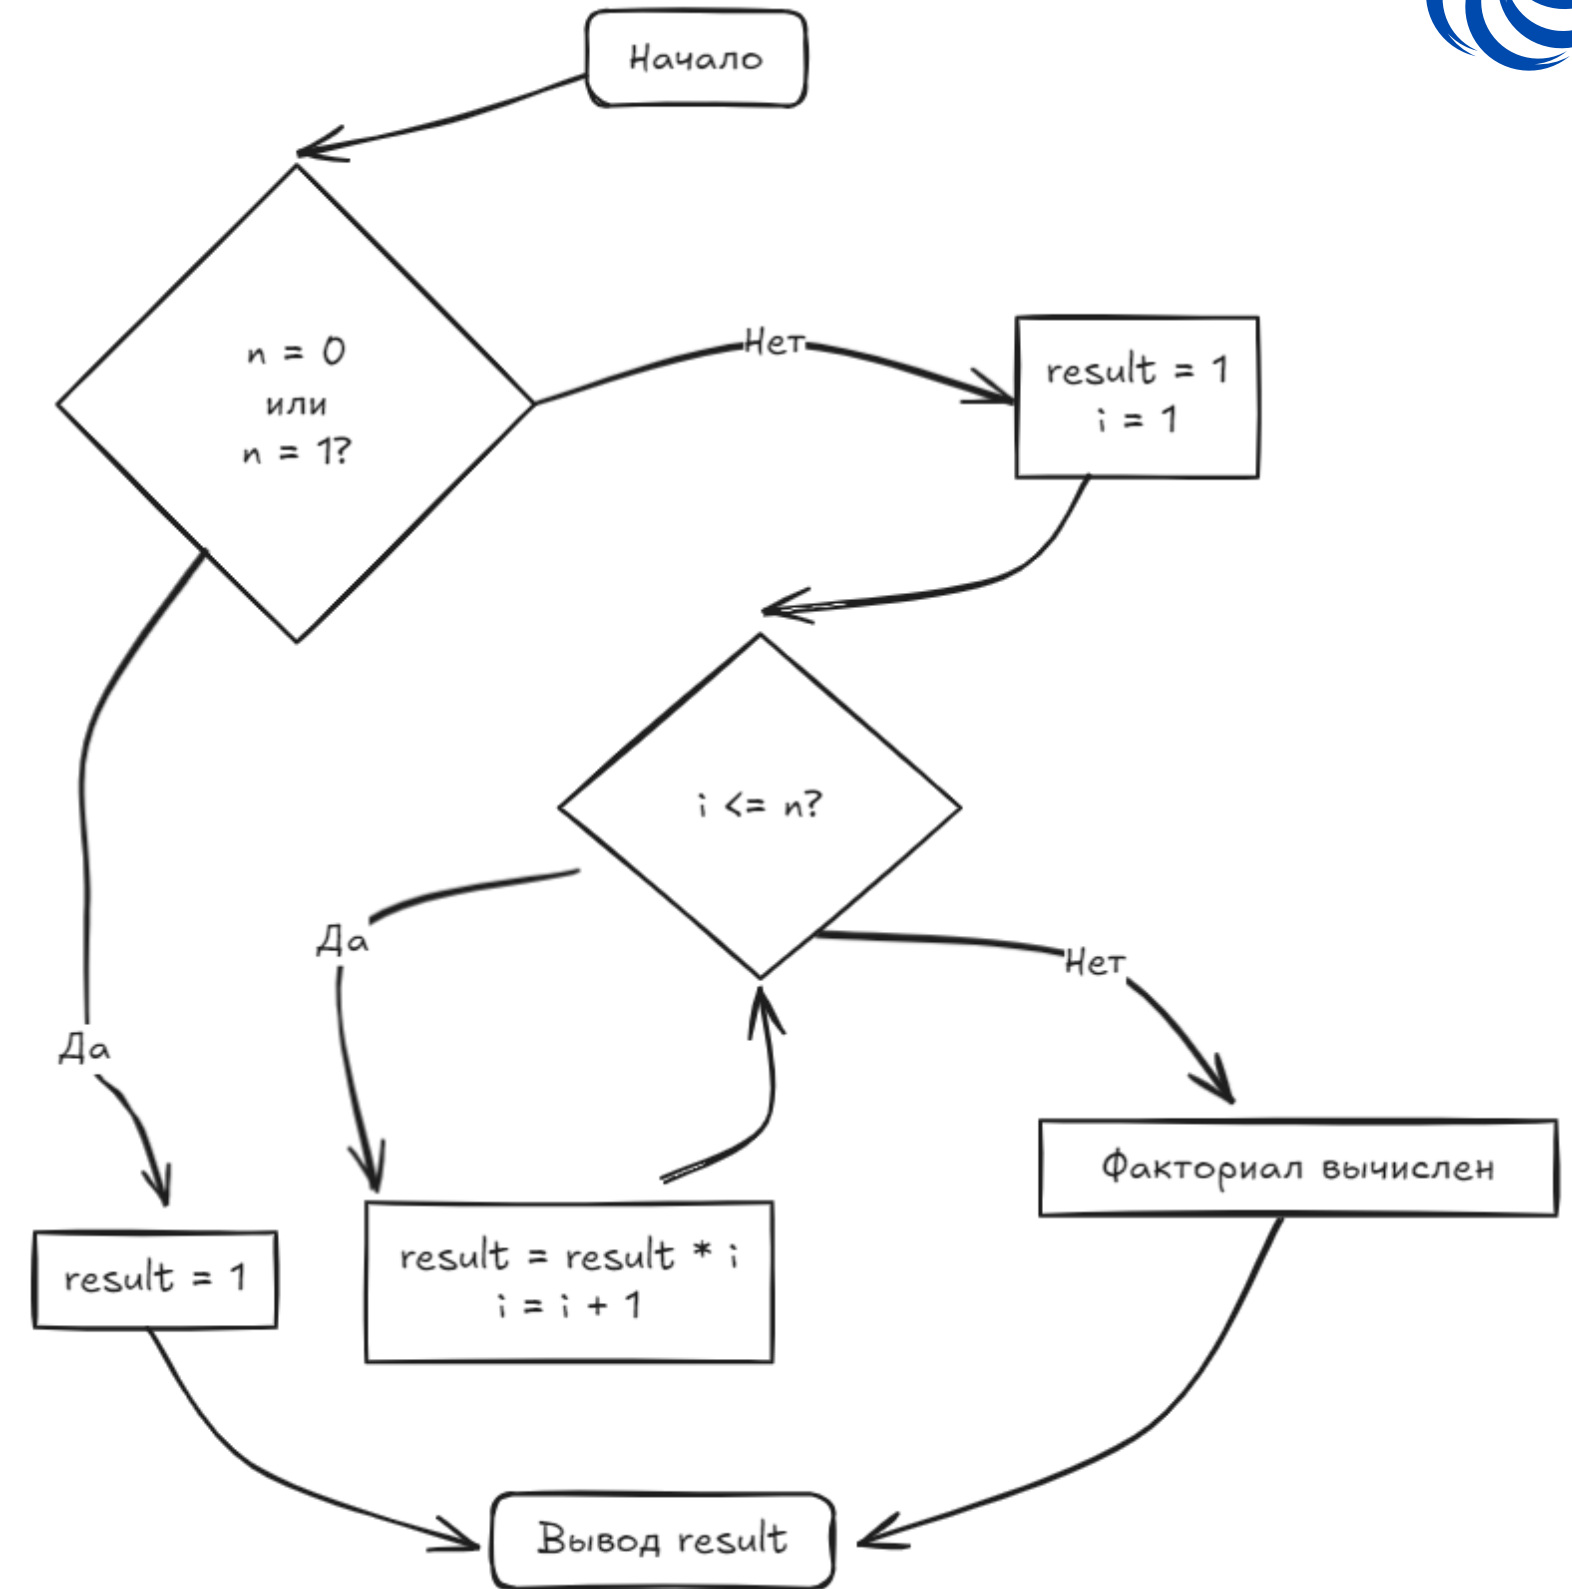 Начало
n = 0
или
n = 1?
Нет
result = 1
i = 1
i <= n?
Да
Нет
Да
Факториал вычислен
result = 1
result = result * i
i = i + 1
Вывод result